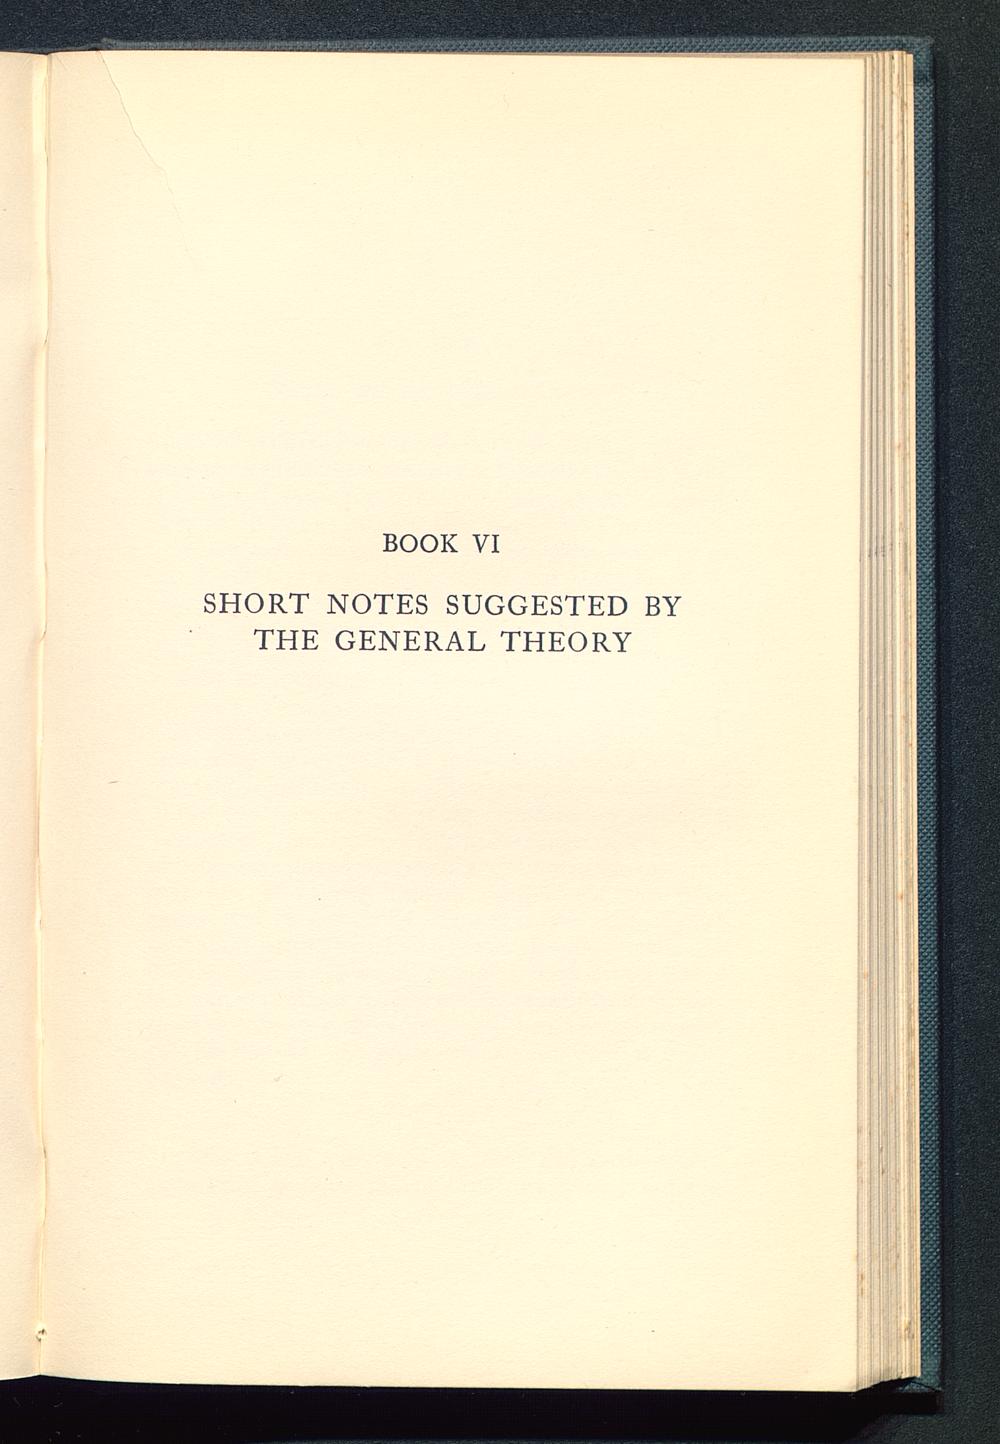 BOOK VI
SHORT NOTES SUGGESTED BY
THE GENERAL THEORY